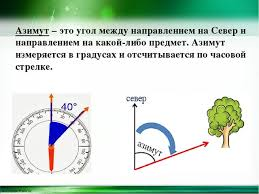 Азимут – это угол между направлением на Север и
направлением на какой-либо предмет. Азимут
измеряется в градусах и отсчитывается по часовой
стрелке.
север
40°
азимут